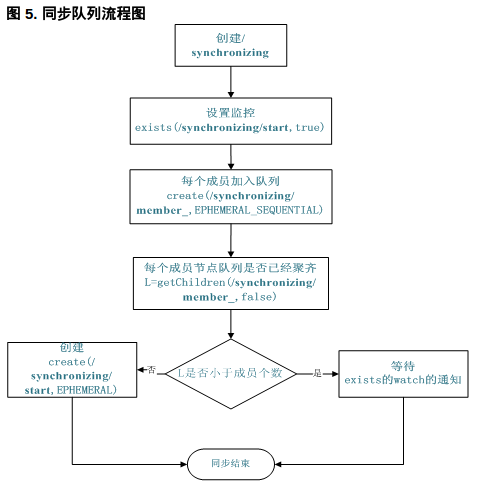 图 5. 同步队列流程图
创建/
synchronizing
设置监控
exists(/synchronizing/start,true)
每个成员加入队列
create(/synchronizing/
member_,EPHEMERAL_SEQUENTIAL)
每个成员节点队列是否已经聚齐
L=getChildren(/synchronizing/
member_,false)
创建
create(/
synchronizing/
start,EPHEMERAL)
否
L是否小于成员个数
是
等待
exists的watch的通知
同步结束